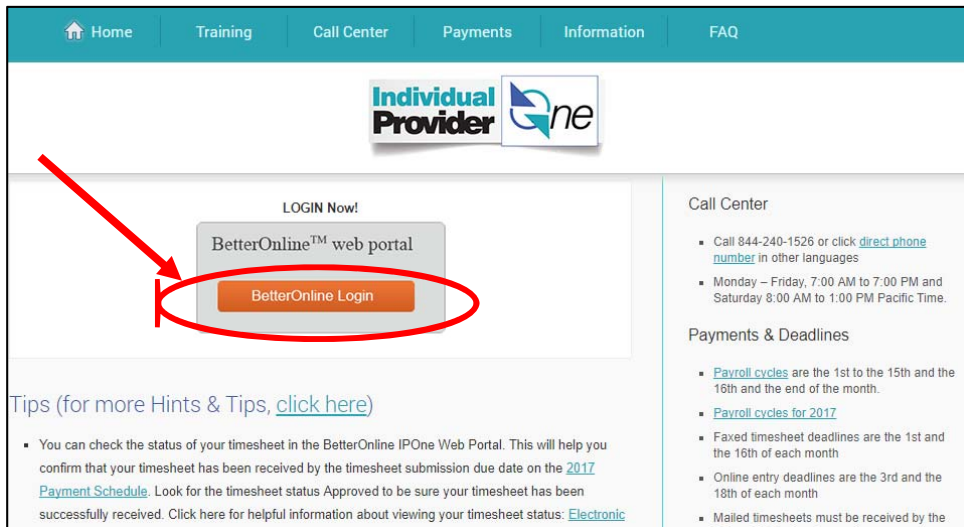 Home Training Call Center Payments Information FAQ
Individual
Provider One
LOGIN Now!
BetterOnline™ web portal
BetterOnline Login
Tips (for more Hints & Tips, click here)
You can check the status of your timesheet in the BetterOnline IPOne Web Portal. This will help you
confirm that your timesheet has been received by the timesheet submission due date on the 2017
Payment Schedule. Look for the timesheet status Approved to be sure your timesheet has been
successfully received. Click here for helpful information about viewing your timesheet status: Electronic
Call Center
Call 844-240-1526 or click direct phone
number in other languages
Monday – Friday, 7:00 AM to 7:00 PM and
Saturday 8:00 AM to 1:00 PM Pacific Time.
Payments & Deadlines
Payroll cycles are the 1st to the 15th and the
16th and the end of the month.
Payroll cycles for 2017
Faxed timesheet deadlines are the 1st and
the 16th of each month
Online entry deadlines are the 3rd and the
18th of each month
Mailed timesheets must be received by the